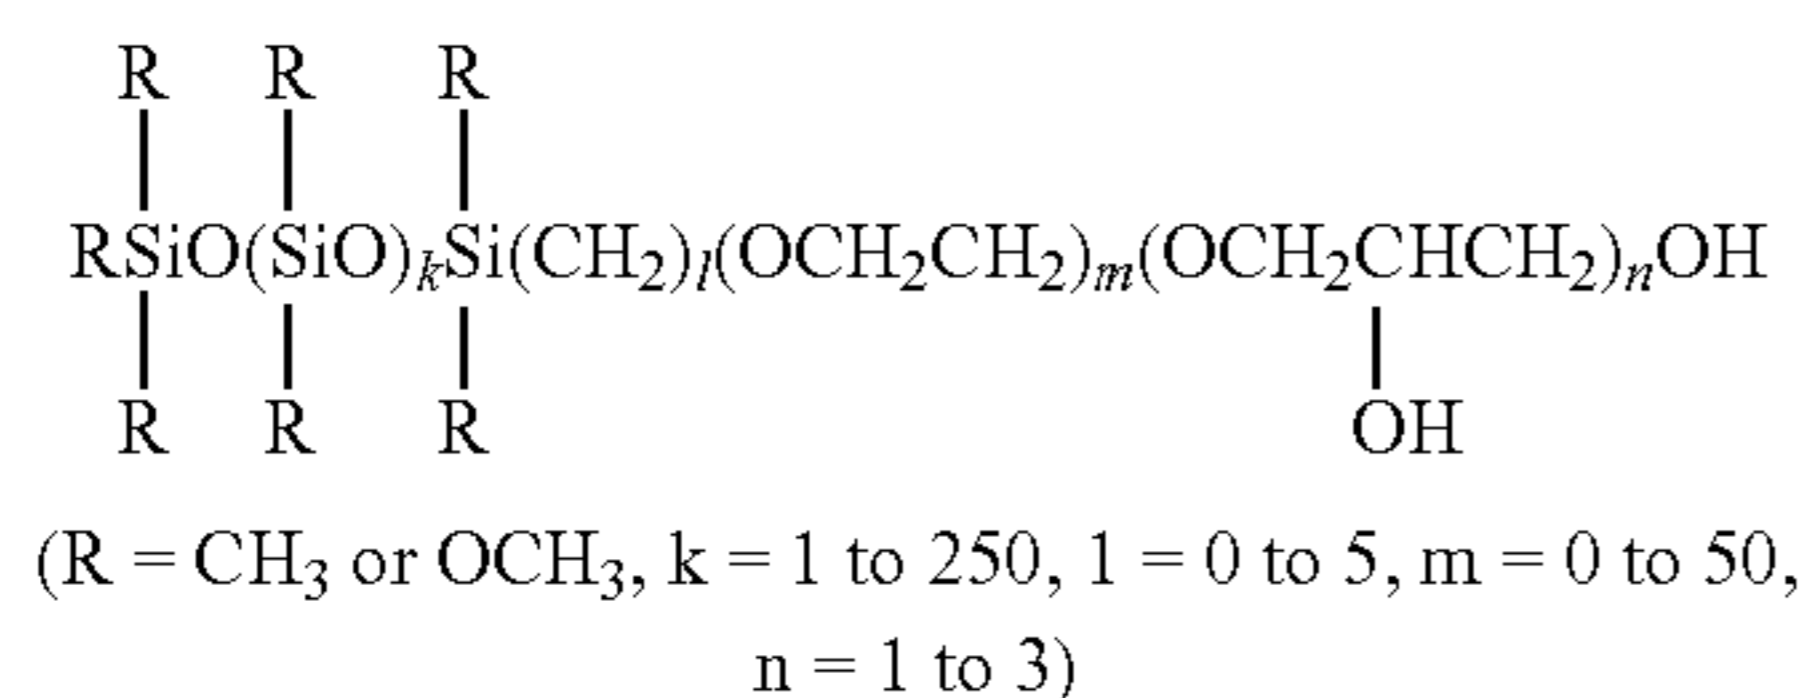 R R R
RSiO(SiO)kSi(CH2)l(OCH2CH2)m(OCH2CHCH2)nOH
R R R OH
(R = CH3 or OCH3, k = 1 to 250, 1 = 0 to 5, m = 0 to 50,
n = 1 to 3)